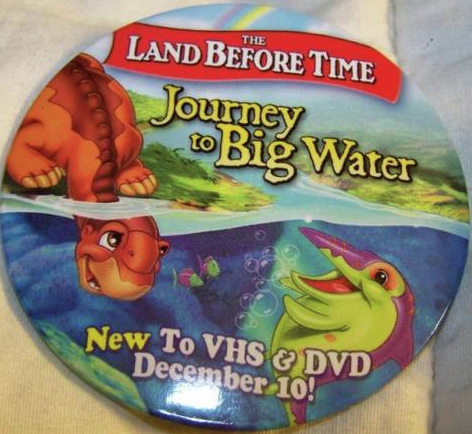 THE
LAND BEFORE TIME
Journey
to Big Water
New To VHS & DVD
December 10!